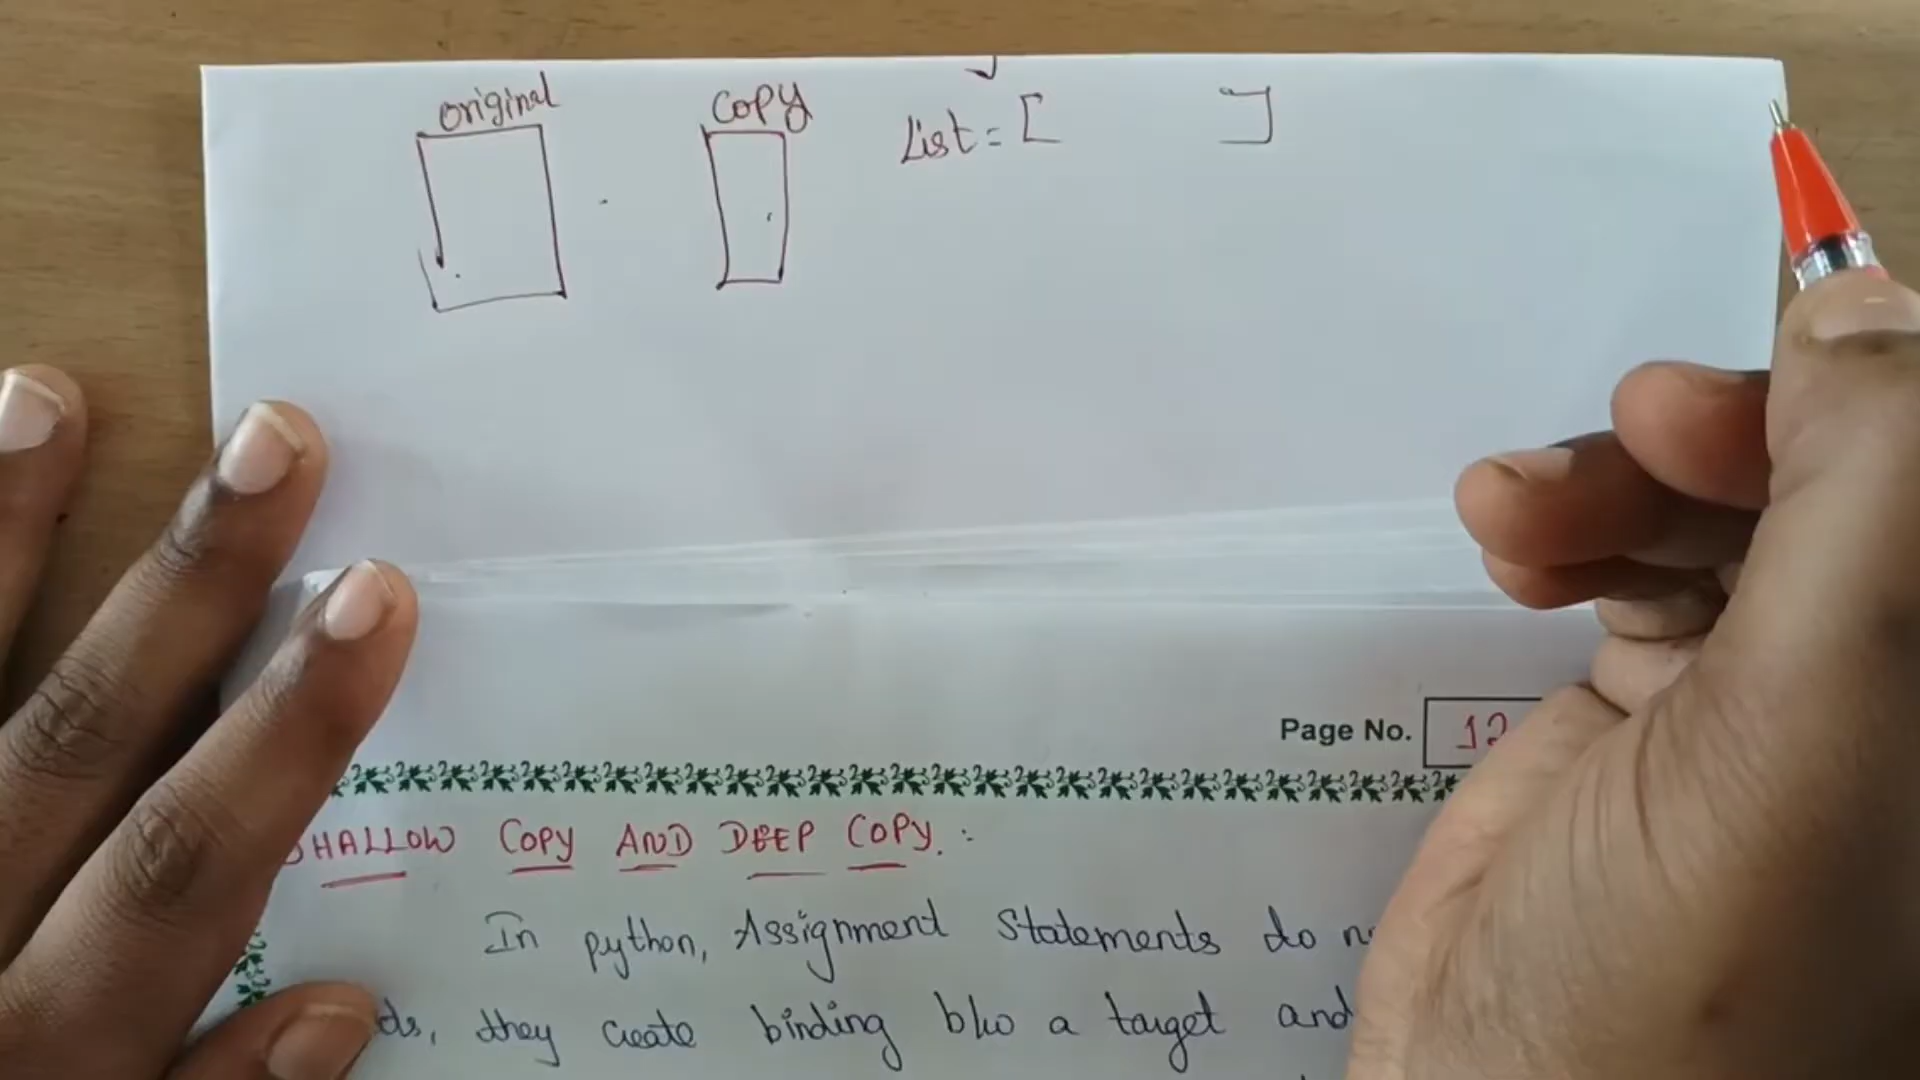 original
Copy
List = [ ]
Page No. 12
SHALLOW COPY AND DEEP COPY :
In python, Assignment Statements do
they create binding b/w a target and